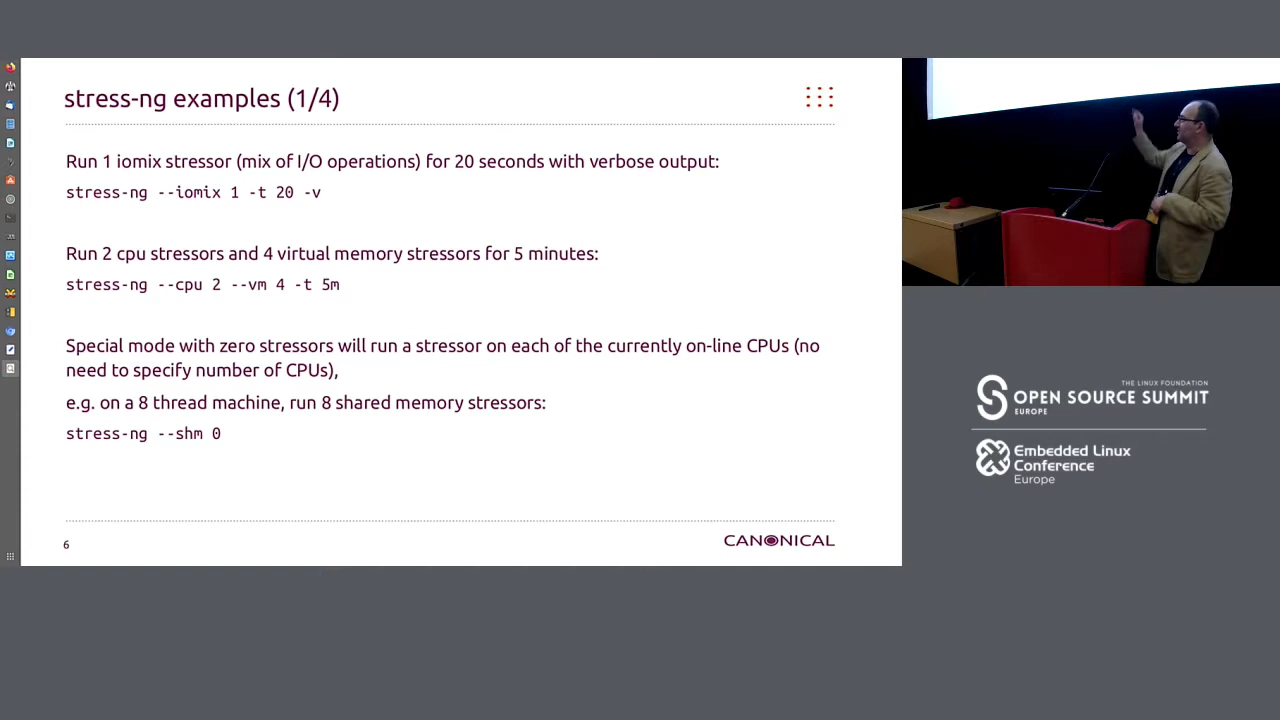 stress-ng examples (1/4)
Run 1 iomix stressor (mix of I/O operations) for 20 seconds with verbose output:
stress-ng --iomix 1 -t 20 -v
Run 2 cpu stressors and 4 virtual memory stressors for 5 minutes:
stress-ng --cpu 2 --vm 4 -t 5m
Special mode with zero stressors will run a stressor on each of the currently on-line CPUs (no
need to specify number of CPUs),
e.g. on a 8 thread machine, run 8 shared memory stressors:
stress-ng --shm 0
6
CANONICAL
THE LINUX FOUNDATION
OPEN SOURCE SUMMIT
EUROPE
Embedded Linux
Conference
Europe